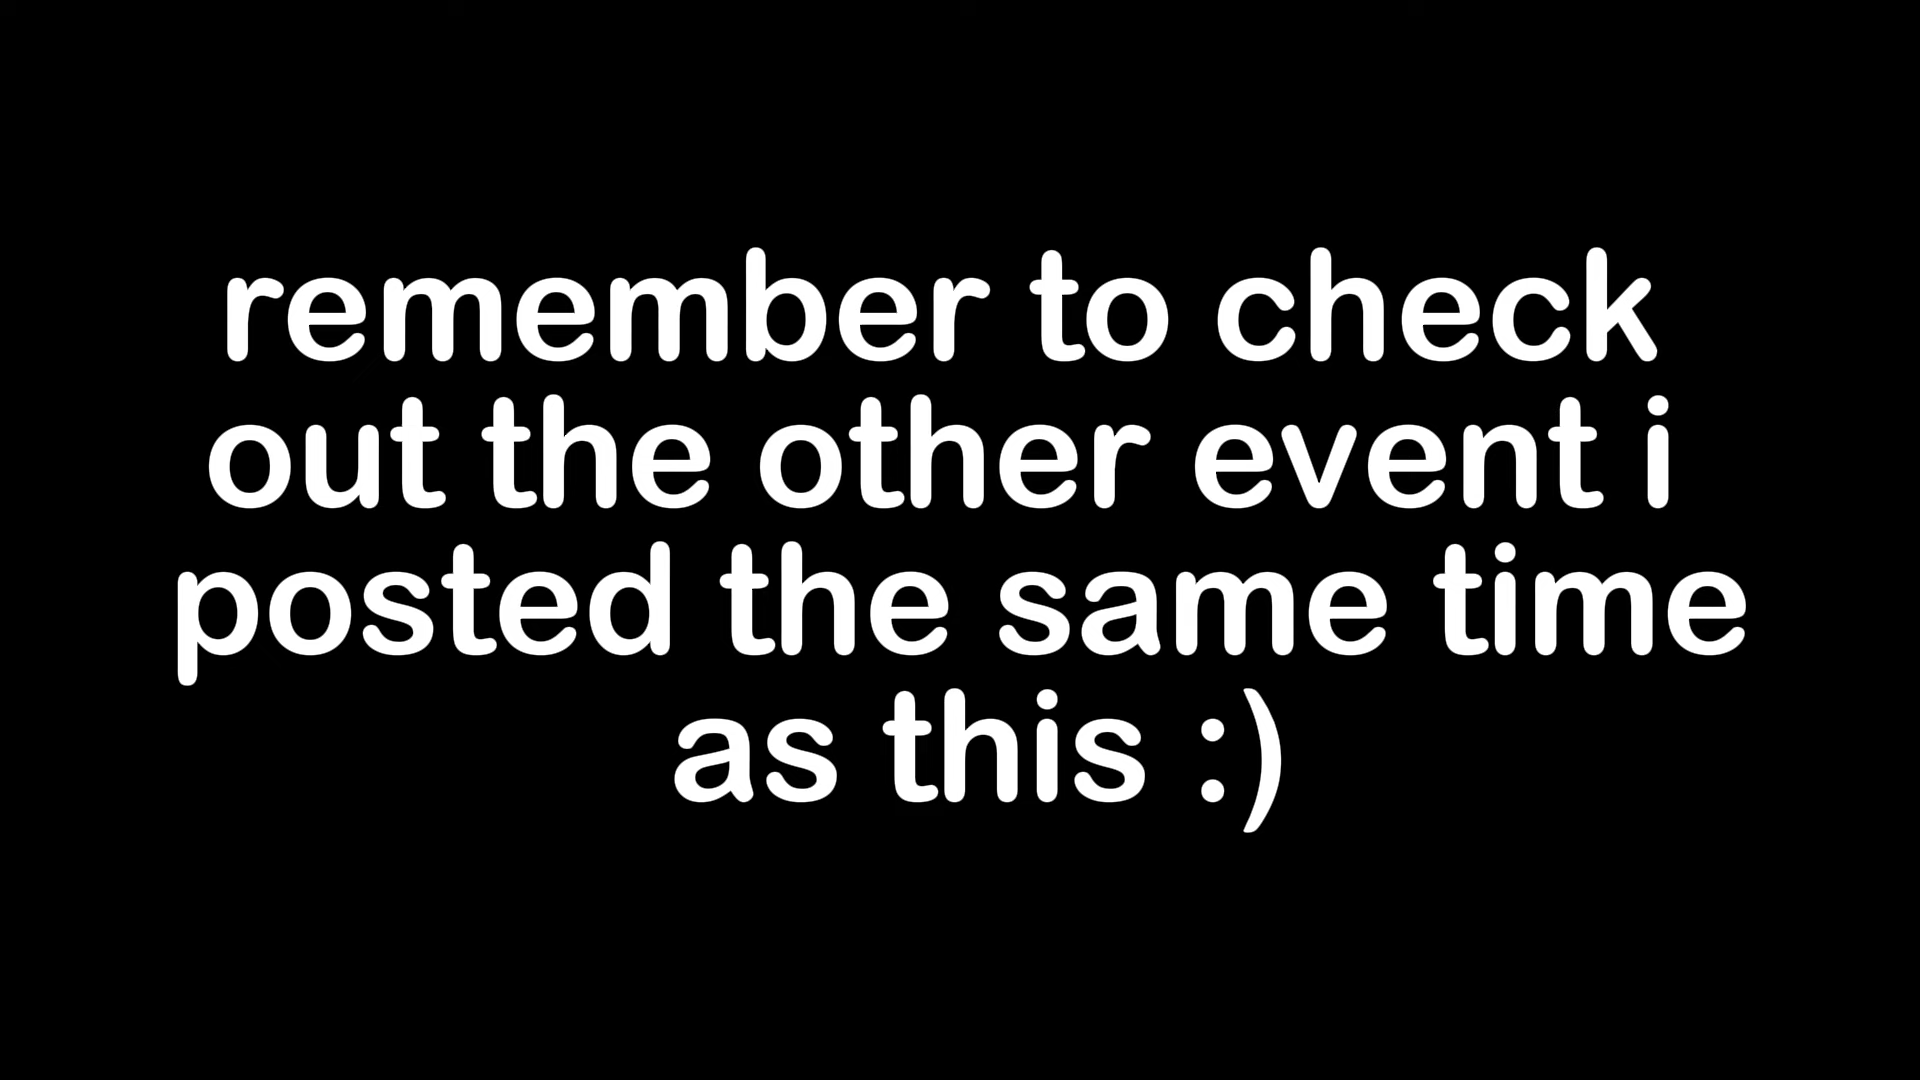 remember to check
out the other event i
posted the same time
as this :)